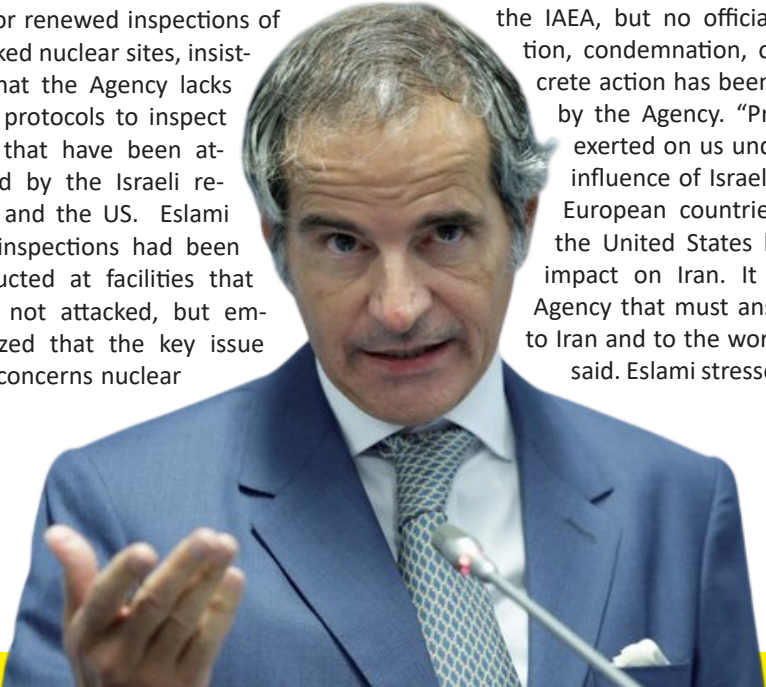 or renewed inspections of
ked nuclear sites, insist-
hat the Agency lacks
protocols to inspect
that have been at-
d by the Israeli re-
and the US. Eslami
inspections had been
ucted at facilities that
not attacked, but em-
zed that the key issue
concerns nuclear
the IAEA, but no officia
tion, condemnation, c
crete action has been
by the Agency. “Pr
exerted on us und
influence of Israel
European countrie
the United States
impact on Iran. It
Agency that must ans
to Iran and to the wor
said. Eslami stresse